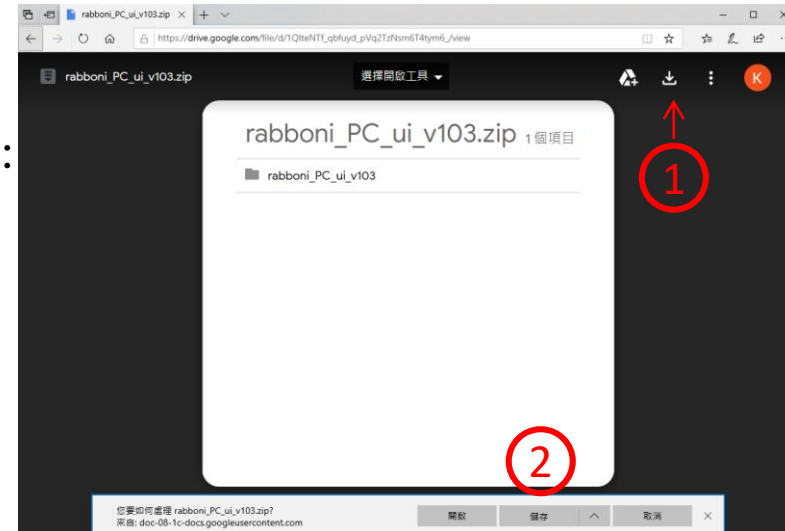 rabboni_PC_ui_v103.zip
https://drive.google.com/file/d/1QlteNTf_qbfuyd_pVq2TzNsm6T4tym6_/view
rabboni_PC_ui_v103.zip
選擇開啟工具
K
:
rabboni_PC_ui_v103.zip 1 個項目
1
rabboni_PC_ui_v103
2
您要如何處理 rabboni_PC_ui_v103.zip?
來自: doc-08-1c-docs.googleusercontent.com
開啟 儲存 取消